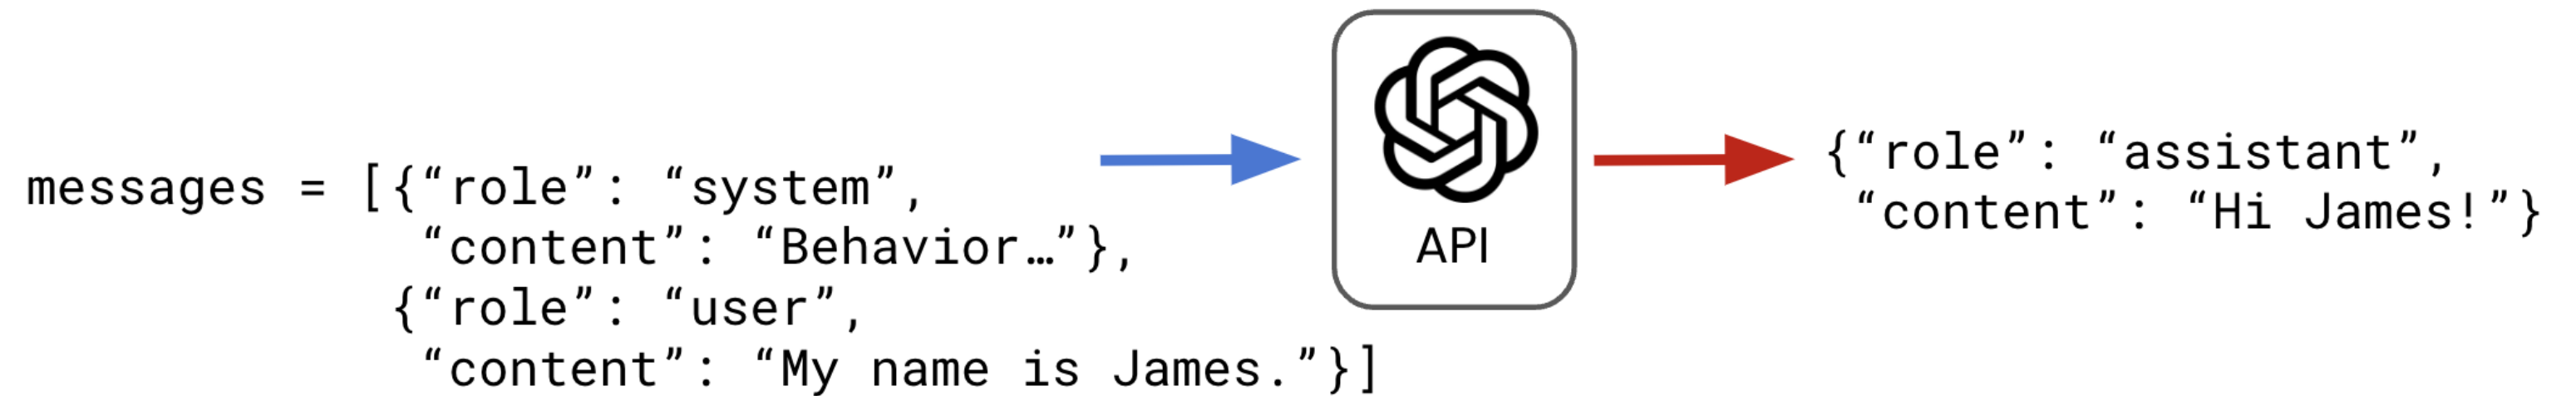 messages = [{“role”: “system”,
“content”: “Behavior…”},
{“role”: “user”,
“content”: “My name is James.”}]
API
{“role”: “assistant”,
“content”: “Hi James!”}